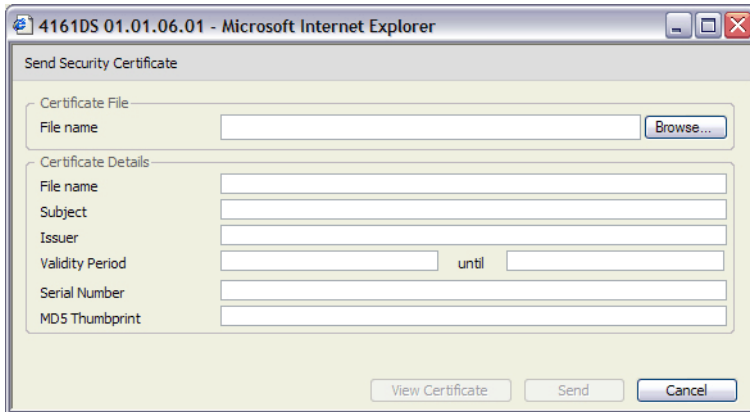 4161DS 01.01.06.01 - Microsoft Internet Explorer
Send Security Certificate
Certificate File
File name
Browse...
Certificate Details
File name
Subject
Issuer
Validity Period until
Serial Number
MD5 Thumbprint
View Certificate Send Cancel